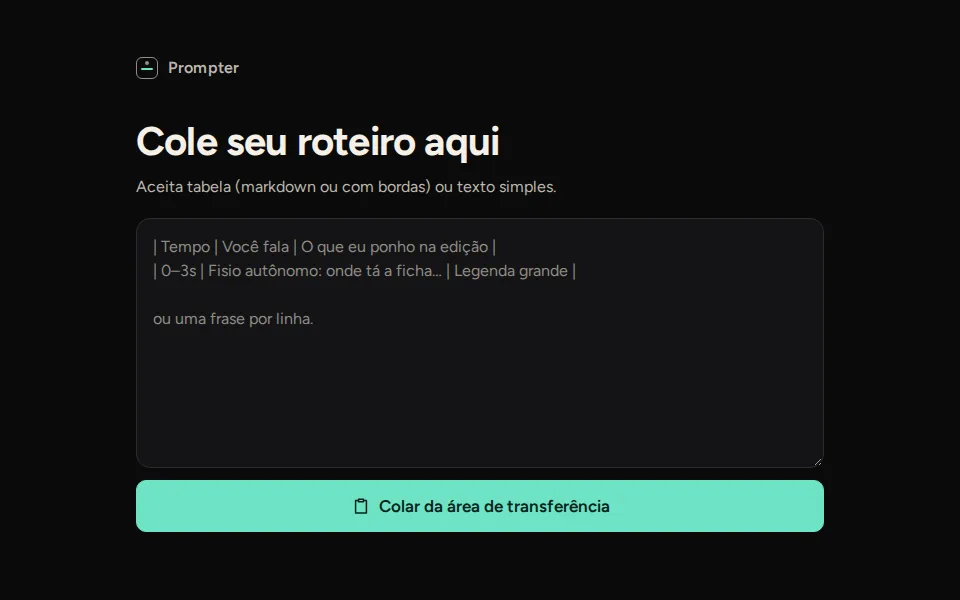 Prompter
Cole seu roteiro aqui
Aceita tabela (markdown ou com bordas) ou texto simples.
| Tempo | Você fala | O que eu ponho na edição |
| 0–3s | Fisio autônomo: onde tá a ficha… | Legenda grande |
ou uma frase por linha.
Colar da área de transferência